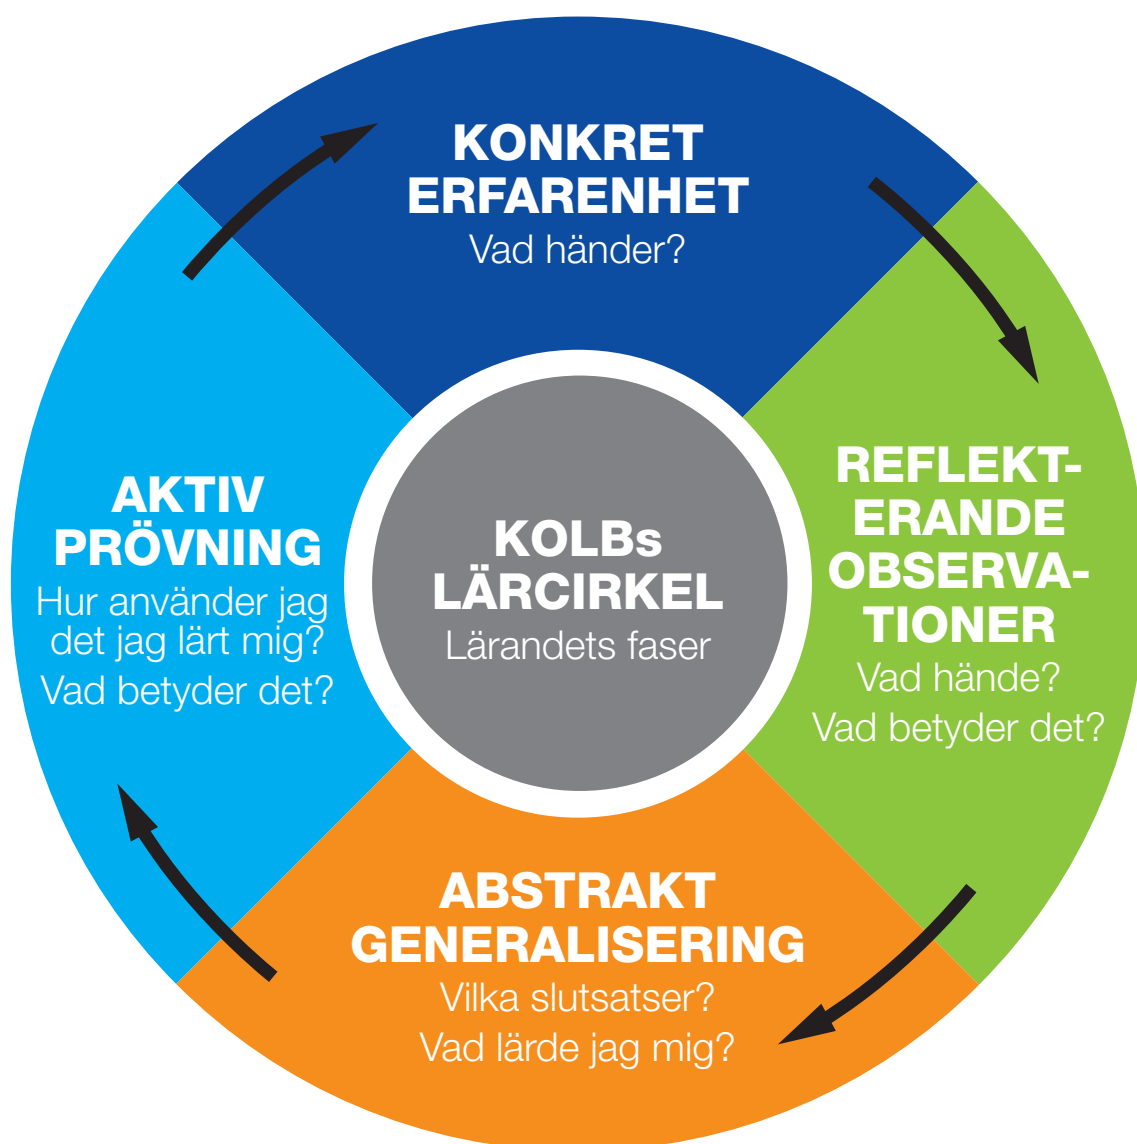 KONKRET
ERFARENHET
Vad händer?
REFLEKT-
ERANDE
OBSERVA-
TIONER
Vad hände?
Vad betyder det?
ABSTRAKT
GENERALISERING
Vilka slutsatser?
Vad lärde jag mig?
AKTIV
PRÖVNING
Hur använder jag
det jag lärt mig?
Vad betyder det?
KOLBs
LÄRCIRKEL
Lärandets faser